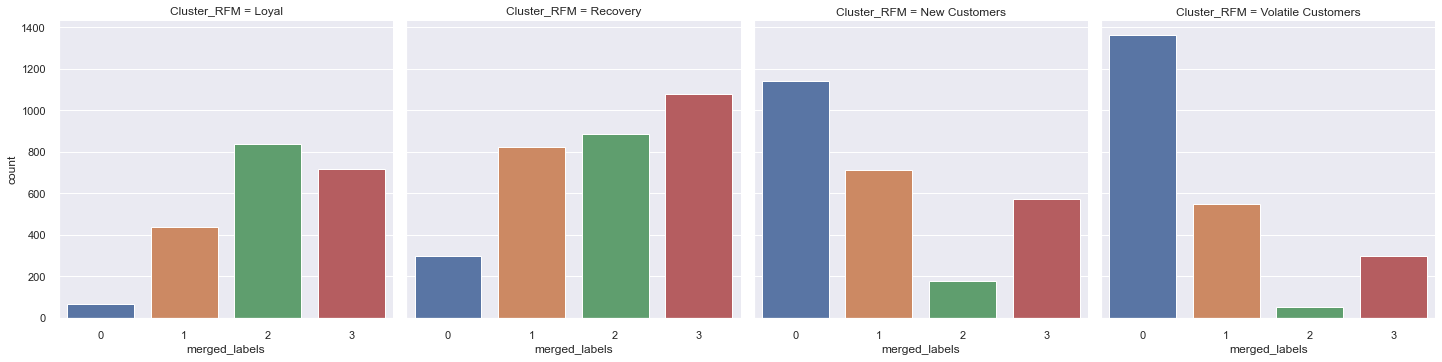 Cluster_RFM = Loyal
Cluster_RFM = Recovery
Cluster_RFM = New Customers
Cluster_RFM = Volatile Customers
1400
1200
1000
800
600
400
200
0
count
0 1 2 3
0 1 2 3
0 1 2 3
0 1 2 3
merged_labels
merged_labels
merged_labels
merged_labels